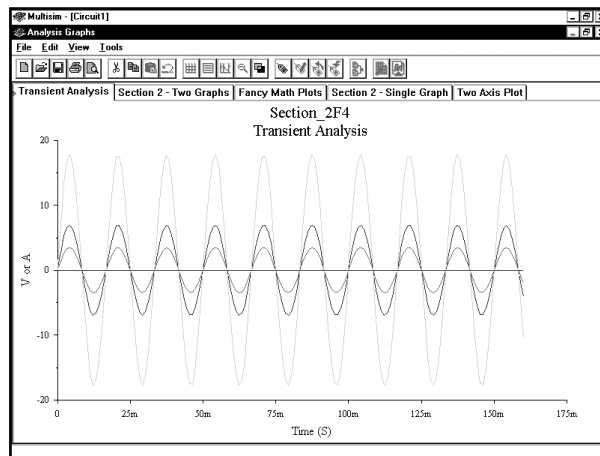 Multisim - [Circuit1]
Analysis Graphs
File Edit View Tools
Transient Analysis Section 2 - Two Graphs Fancy Math Plots Section 2 - Single Graph Two Axis Plot
Section_2F4
Transient Analysis
20
10
0
-10
-20
V or A
0 25m 50m 75m 100m 125m 150m 175m
Time (S)